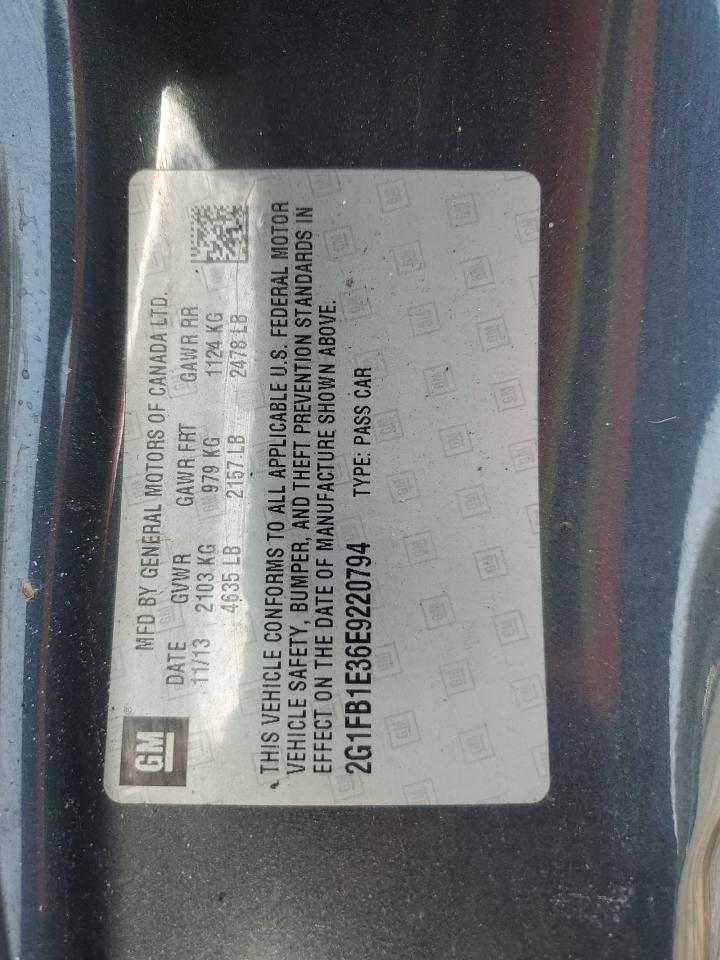 GM
MFD BY GENERAL MOTORS OF CANADA LTD.
DATE GVWR GAWR FRT GAWR RR
11/13 2103 KG 979 KG 1124 KG
4635 LB 2157 LB 2478 LB
THIS VEHICLE CONFORMS TO ALL APPLICABLE U.S. FEDERAL MOTOR
VEHICLE SAFETY, BUMPER, AND THEFT PREVENTION STANDARDS IN
EFFECT ON THE DATE OF MANUFACTURE SHOWN ABOVE.
2G1FB1E36E9220794 TYPE: PASS CAR